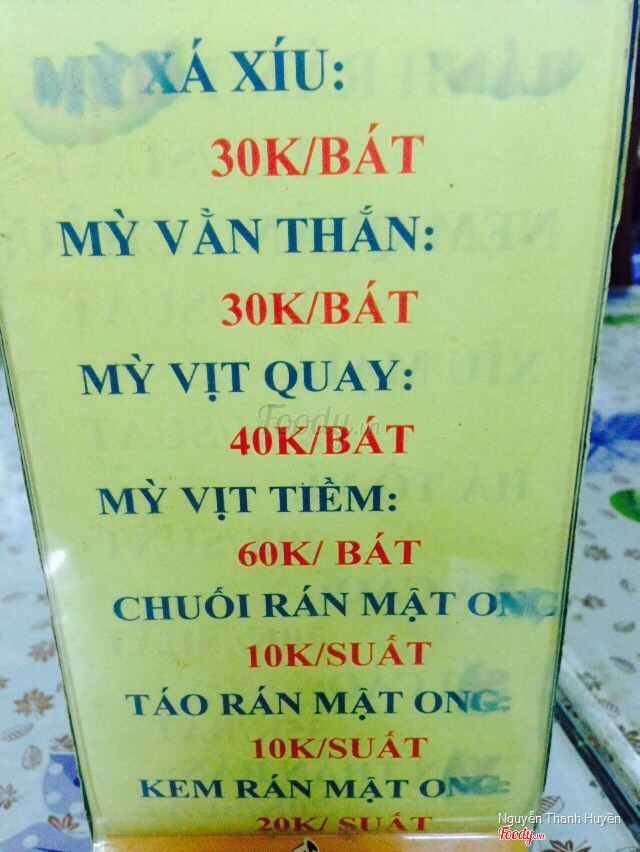 MỲ XÁ XÍU:
30K/BÁT
MỲ VẰN THẮN:
30K/BÁT
MỲ VỊT QUAY:
40K/BÁT
MỲ VỊT TIỀM:
60K/ BÁT
CHUỐI RÁN MẬT ONG
10K/SUẤT
TÁO RÁN MẬT ONG:
10K/SUẤT
KEM RÁN MẬT ONG:
20K/ SUẤT
Foody.vn
Nguyễn Thanh Huyền
Foody.vn